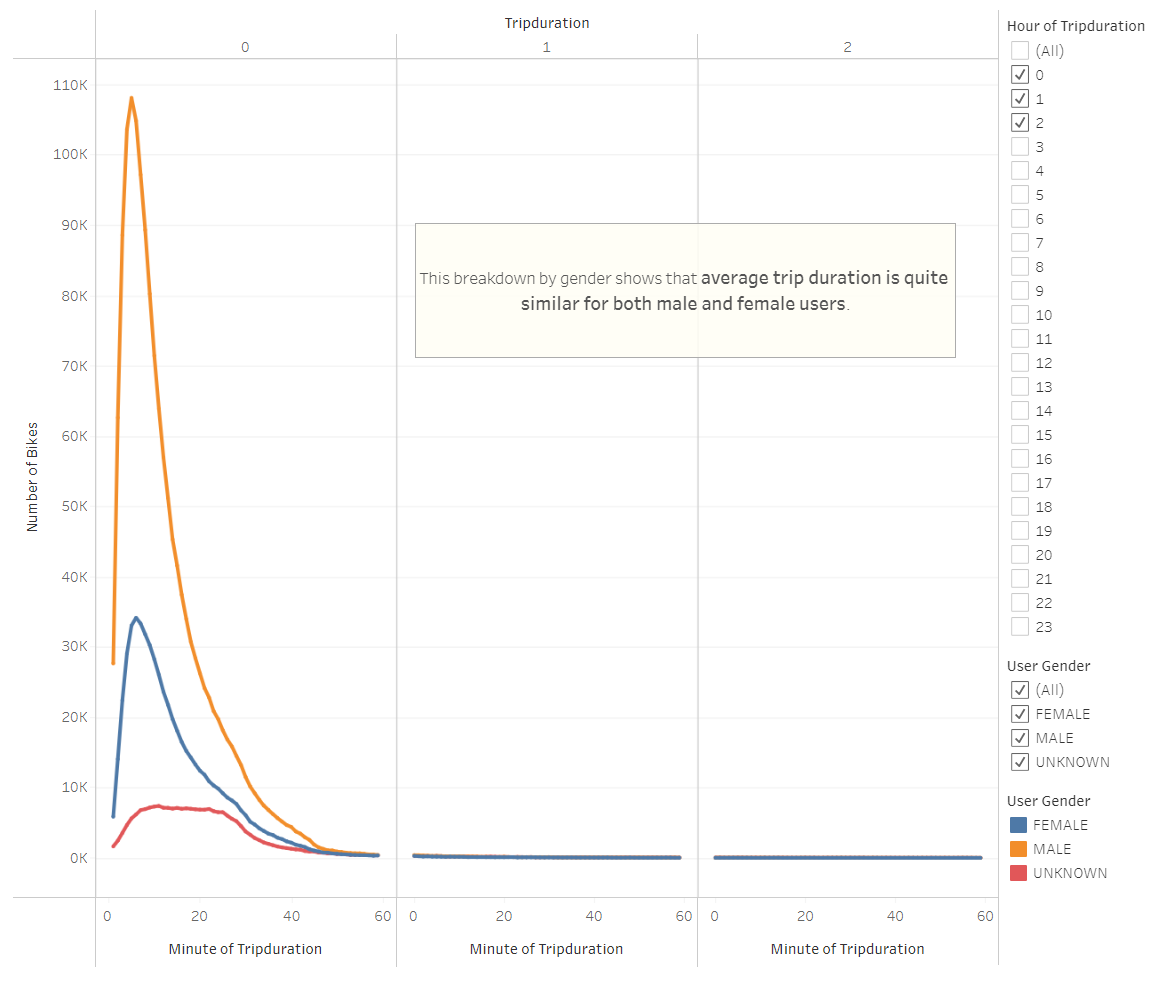 Tripduration
0 1 2
110K
100K
90K
80K
70K
60K
50K
40K
30K
20K
10K
0K
Number of Bikes
This breakdown by gender shows that average trip duration is quite
similar for both male and female users.
0 20 40 60 0 20 40 60 0 20 40 60
Minute of Tripduration Minute of Tripduration Minute of Tripduration
Hour of Tripduration
(All)
0
1
2
3
4
5
6
7
8
9
10
11
12
13
14
15
16
17
18
19
20
21
22
23
User Gender
(All)
FEMALE
MALE
UNKNOWN
User Gender
FEMALE
MALE
UNKNOWN